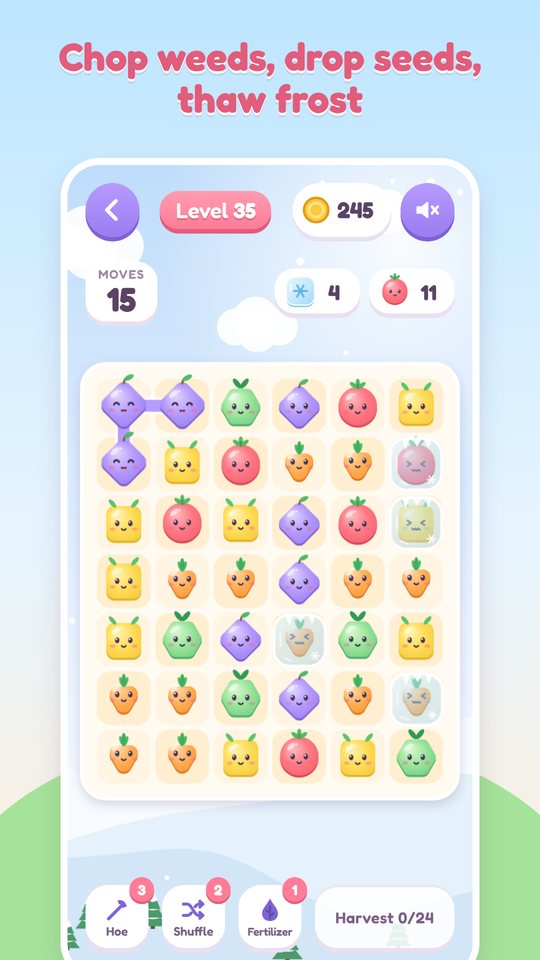 Chop weeds, drop seeds,
thaw frost
Level 35
245
MOVES
15
4
11
3
2
1
Hoe
Shuffle
Fertilizer
Harvest 0/24